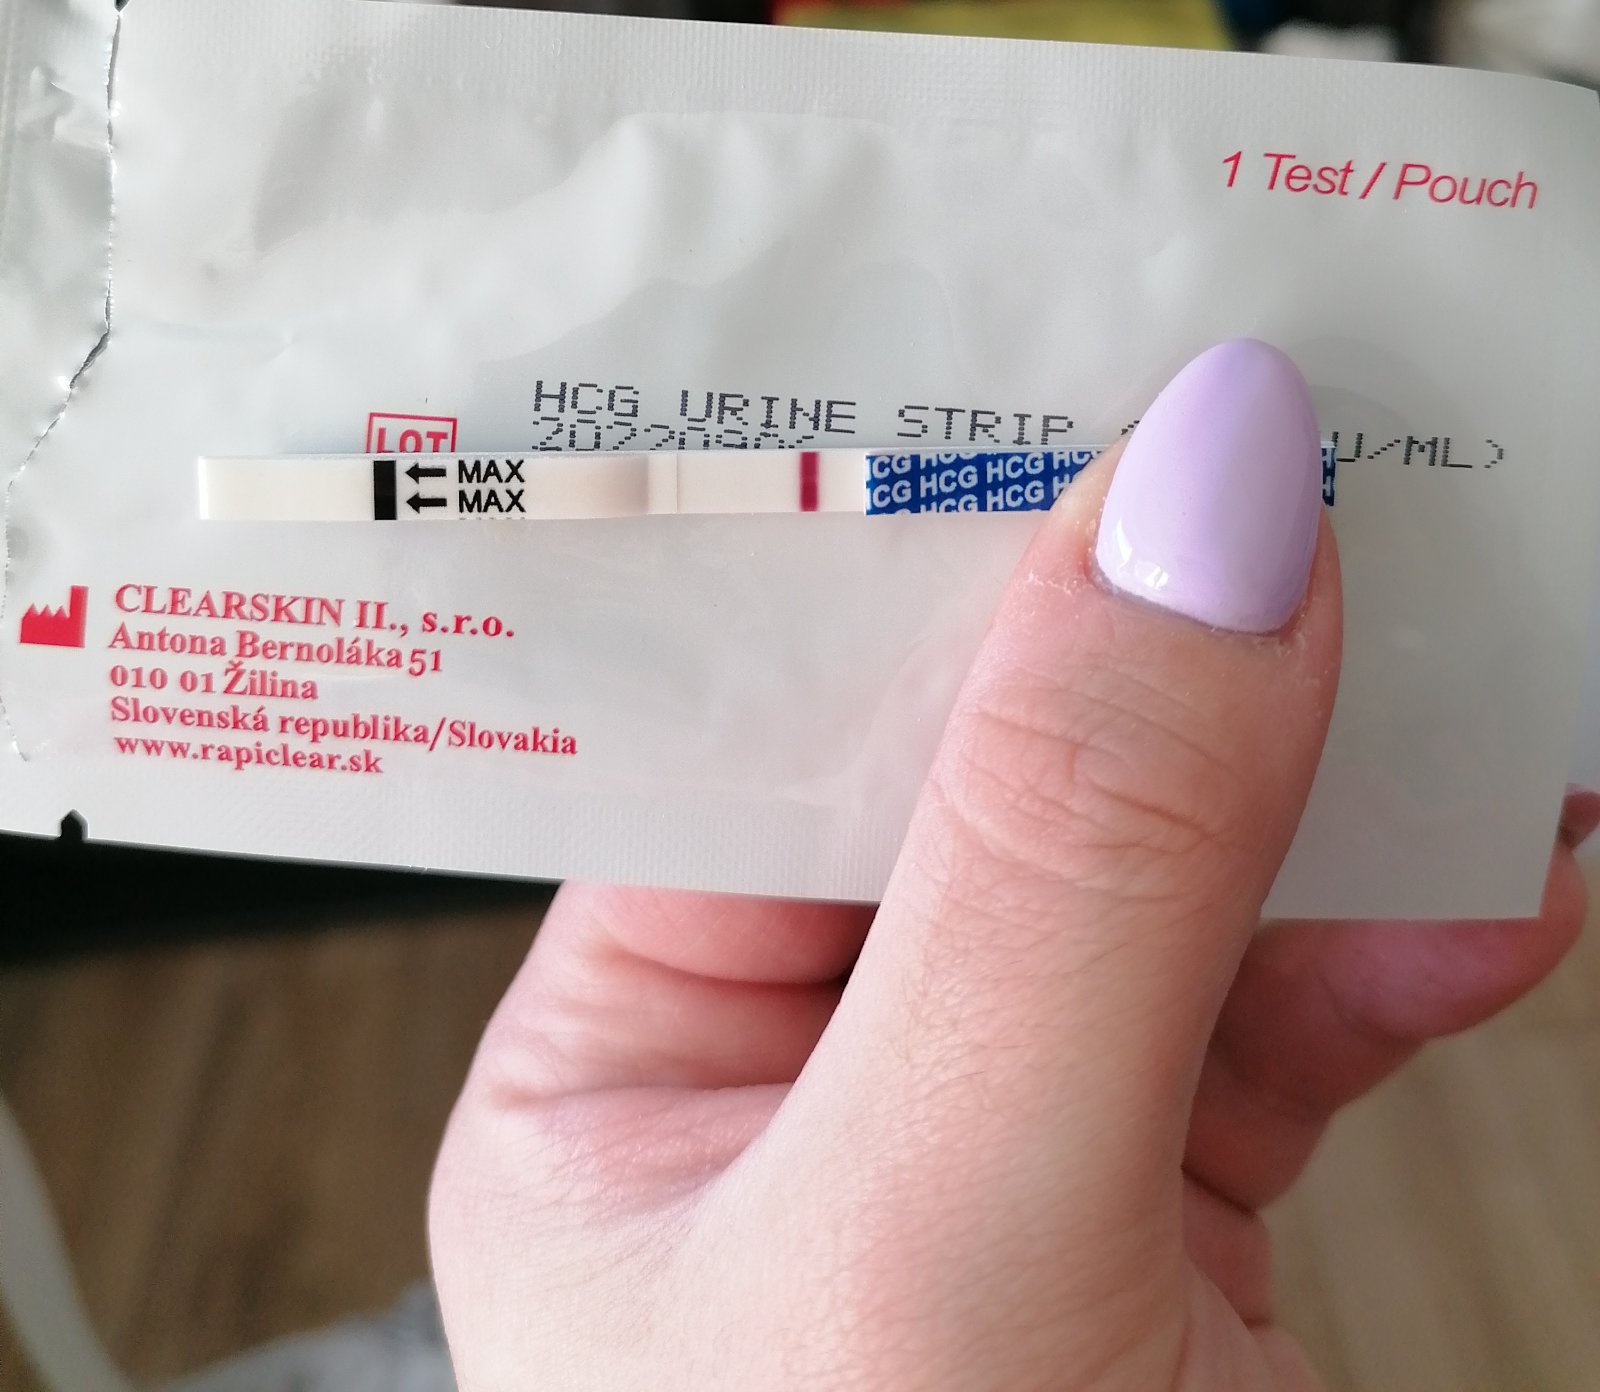 1 Test / Pouch
HCG URINE STRIP
U/ML)
LOT
MAX
MAX
HCG HCG HCG
HCG HCG HCG
CLEARSKIN II., s.r.o.
Antona Bernoláka 51
010 01 Žilina
Slovenská republika/Slovakia
www.rapiclear.sk